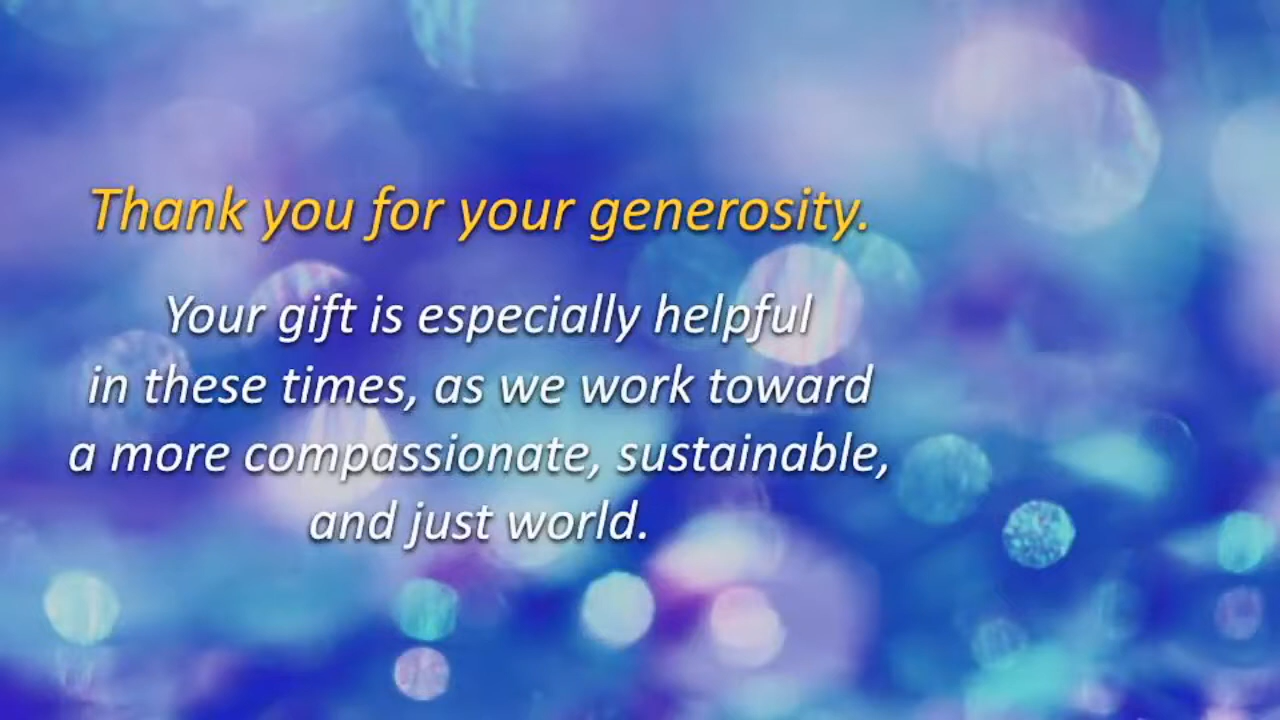 Thank you for your generosity.
Your gift is especially helpful
in these times, as we work toward
a more compassionate, sustainable,
and just world.